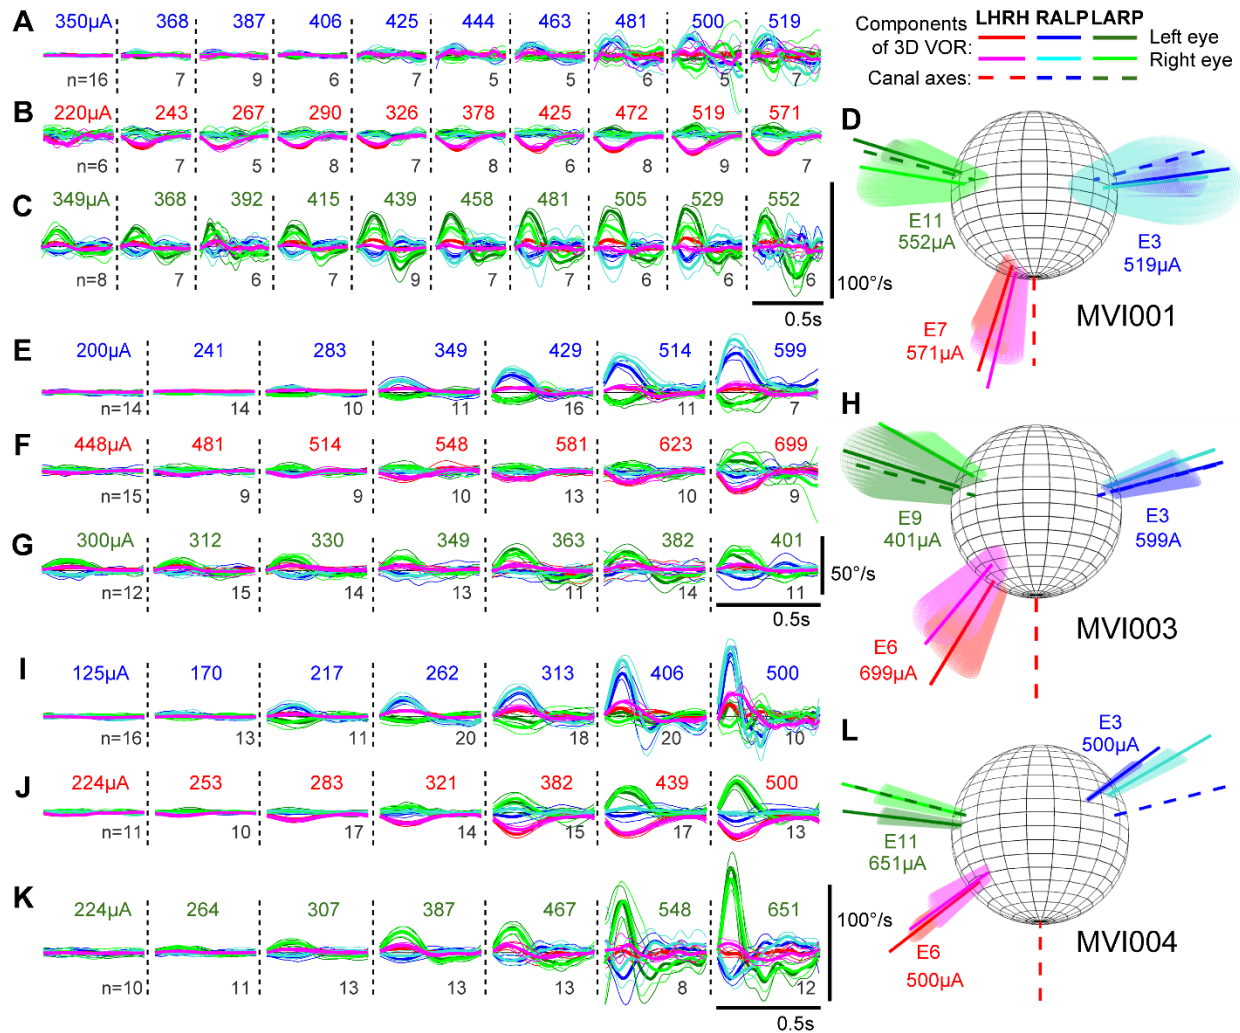 A
350µA 368 387 406 425 444 463 481 500 519
n=16 7 9 6 7 5 5 6 5 7
B
220µA 243 267 290 326 378 425 472 519 571
n=6 7 5 8 7 8 6 8 9 7
C
349µA 368 392 415 439 458 481 505 529 552
n=8 7 6 7 9 7 7 6 6 6
100°/s
0.5s
LHRH RALP LARP
Components
of 3D VOR:
Left eye
Right eye
Canal axes:
D
E11
552µA
E3
519µA
E7
571µA
MVI001
E
200µA 241 283 349 429 514 599
n=14 14 10 11 16 11 7
F
448µA 481 514 548 581 623 699
n=15 9 9 10 13 10 9
G
300µA 312 330 349 363 382 401
n=12 15 14 13 11 14 11
50°/s
0.5s
H
E9
401µA
E3
599A
E6
699µA
MVI003
I
125µA 170 217 262 313 406 500
n=16 13 11 20 18 20 10
J
224µA 253 283 321 382 439 500
n=11 10 17 14 15 17 13
K
224µA 264 307 387 467 548 651
n=10 11 13 13 13 8 12
100°/s
0.5s
L
E3
500µA
E11
651µA
E6
500µA
MVI004